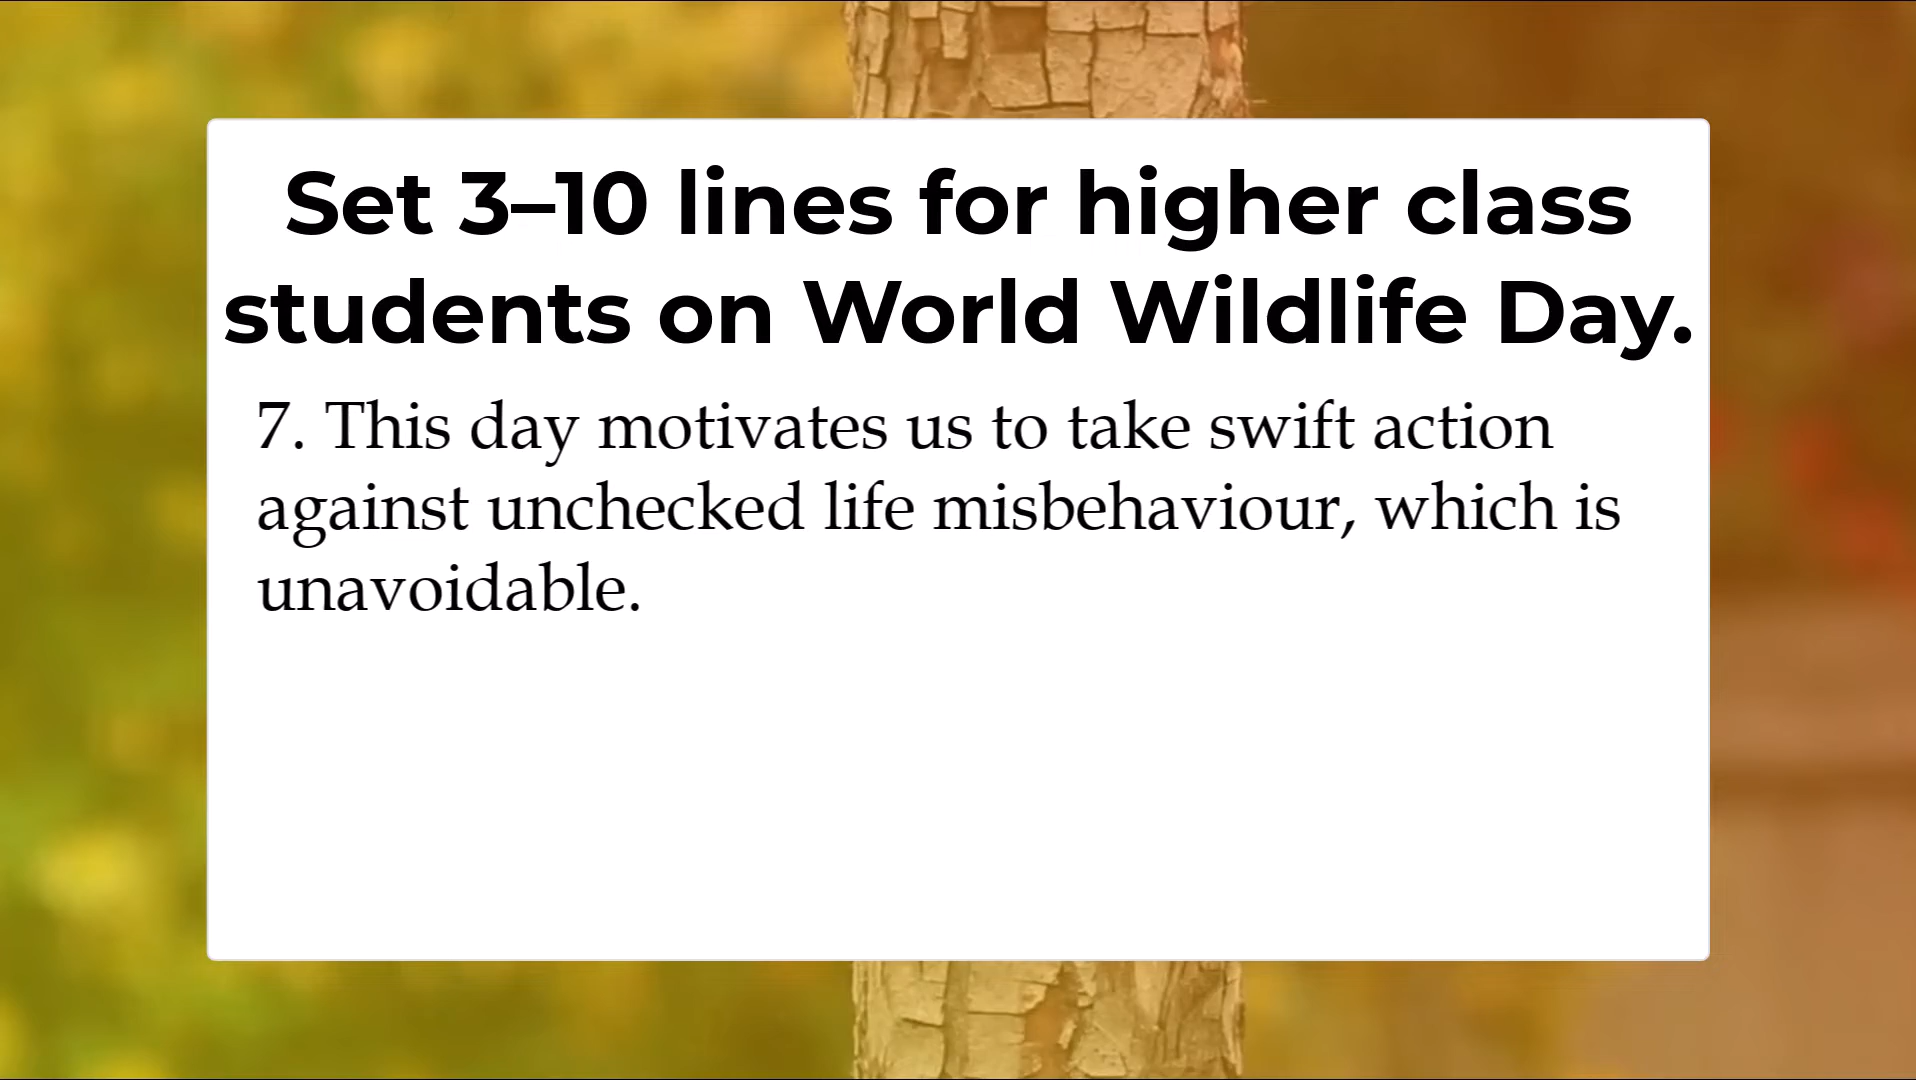 Set 3–10 lines for higher class
students on World Wildlife Day.
7. This day motivates us to take swift action
against unchecked life misbehaviour, which is
unavoidable.